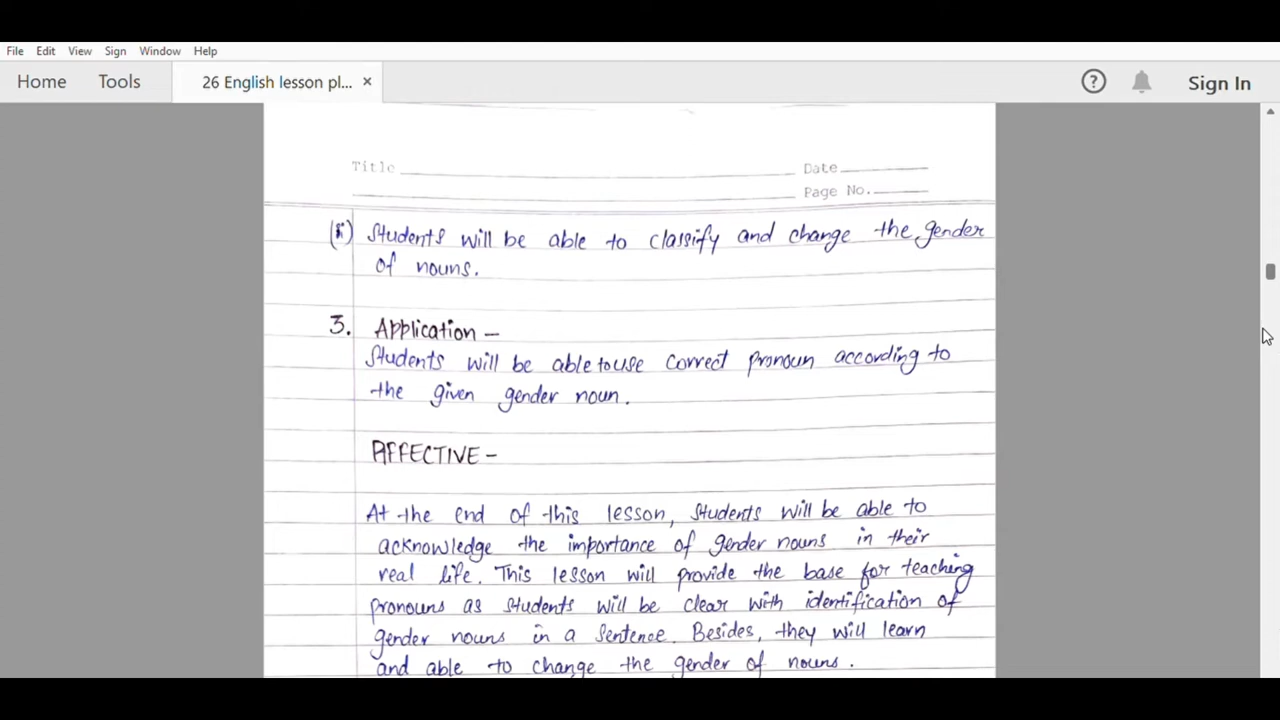 File Edit View Sign Window Help
Home Tools 26 English lesson pl... × ? Sign In
Title
Date
Page No.
(ii) Students will be able to classify and change the gender
of nouns.
3. Application –
Students will be able to use correct pronoun according to
the given gender noun.
AFFECTIVE –
At the end of this lesson, Students will be able to
acknowledge the importance of gender nouns in their
real life. This lesson will provide the base for teaching
pronouns as students will be clear with identification of
gender nouns in a sentence. Besides, they will learn
and able to change the gender of nouns.